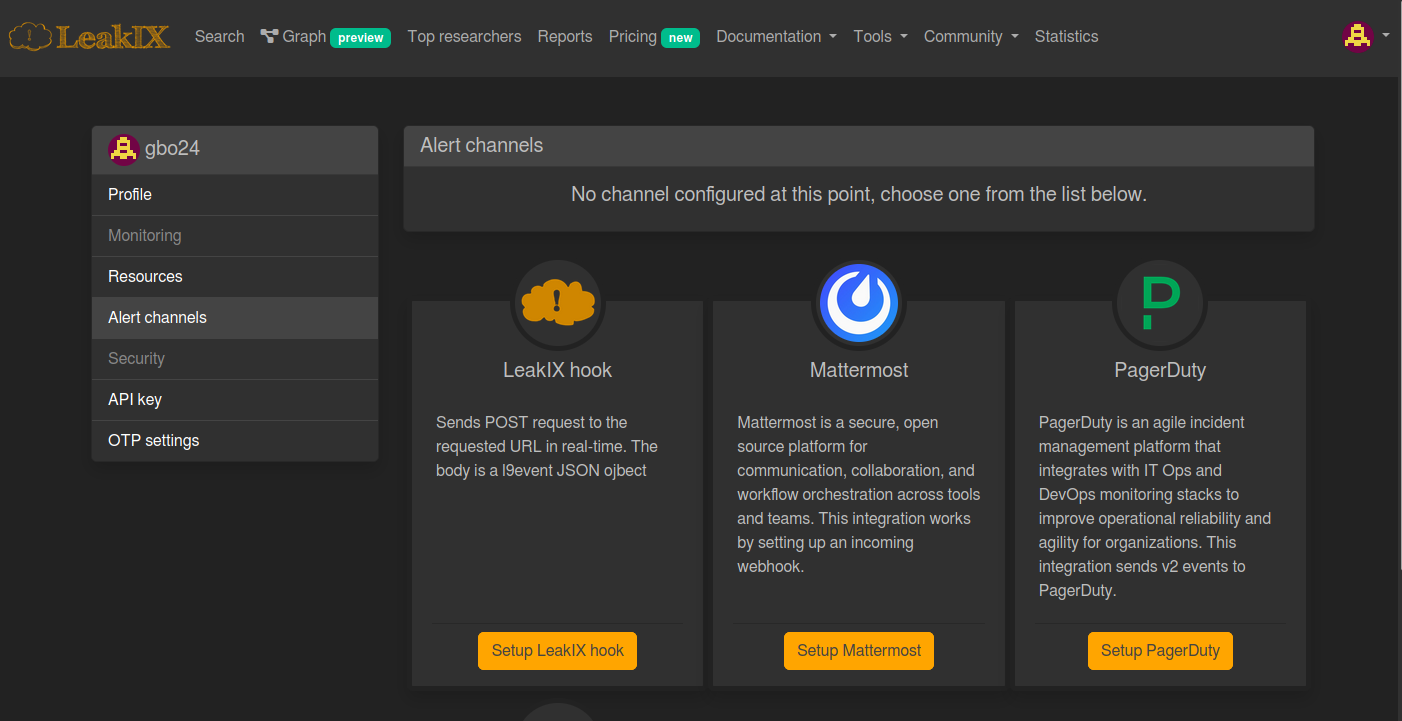 LeakIX
Search
Graph preview
Top researchers
Reports
Pricing new
Documentation
Tools
Community
Statistics
gbo24
Profile
Monitoring
Resources
Alert channels
Security
API key
OTP settings
Alert channels
No channel configured at this point, choose one from the list below.
LeakIX hook
Sends POST request to the
requested URL in real-time. The
body is a l9event JSON ojbect
Setup LeakIX hook
Mattermost
Mattermost is a secure, open
source platform for
communication, collaboration, and
workflow orchestration across tools
and teams. This integration works
by setting up an incoming
webhook.
Setup Mattermost
P
PagerDuty
PagerDuty is an agile incident
management platform that
integrates with IT Ops and
DevOps monitoring stacks to
improve operational reliability and
agility for organizations. This
integration sends v2 events to
PagerDuty.
Setup PagerDuty